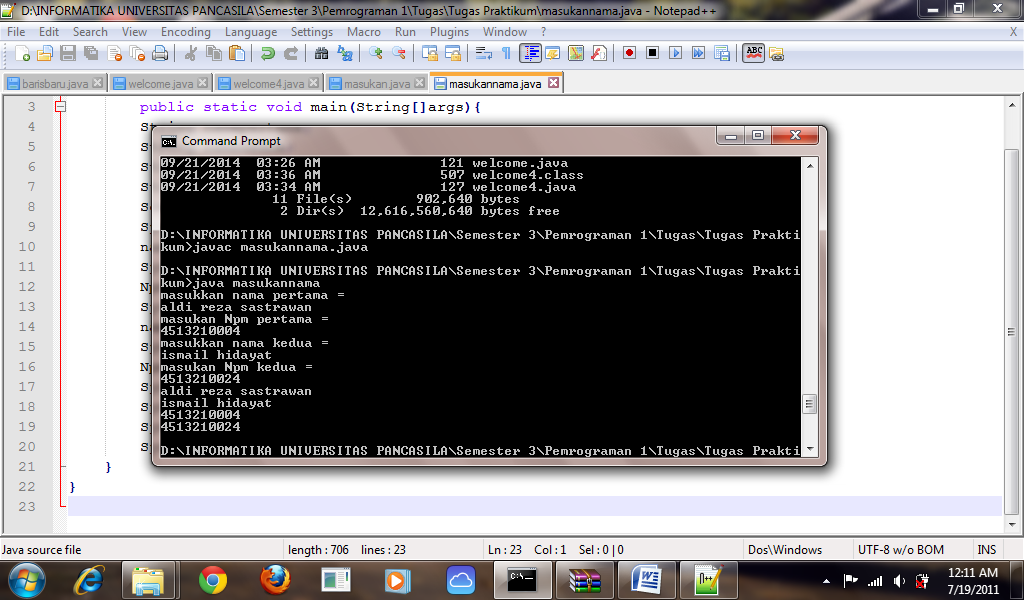 D:\INFORMATIKA UNIVERSITAS PANCASILA\Semester 3\Pemrograman 1\Tugas\Tugas Praktikum\masukannama.java - Notepad++
File Edit Search View Encoding Language Settings Macro Run Plugins Window ? X
barisbaru.java welcome.java welcome4.java masukan.java masukannama.java
3 public static void main(String[]args){
4
5
6
7
8
9
10
11
12
13
14
15
16
17
18
19
20
21 }
22 }
23
Command Prompt
09/21/2014 03:26 AM 121 welcome.java
09/21/2014 03:36 AM 507 welcome4.class
09/21/2014 03:34 AM 127 welcome4.java
11 File(s) 902,640 bytes
2 Dir(s) 12,616,560,640 bytes free
D:\INFORMATIKA UNIVERSITAS PANCASILA\Semester 3\Pemrograman 1\Tugas\Tugas Prakti
kum>javac masukannama.java
D:\INFORMATIKA UNIVERSITAS PANCASILA\Semester 3\Pemrograman 1\Tugas\Tugas Prakti
kum>java masukannama
masukkan nama pertama =
aldi reza sastrawan
masukan Npm pertama =
4513210004
masukkan nama kedua =
ismail hidayat
masukan Npm kedua =
4513210024
aldi reza sastrawan
ismail hidayat
4513210004
4513210024
D:\INFORMATIKA UNIVERSITAS PANCASILA\Semester 3\Pemrograman 1\Tugas\Tugas Prakti
Java source file length : 706 lines : 23 Ln : 23 Col : 1 Sel : 0 | 0 Dos\Windows UTF-8 w/o BOM INS
12:11 AM
7/19/2011